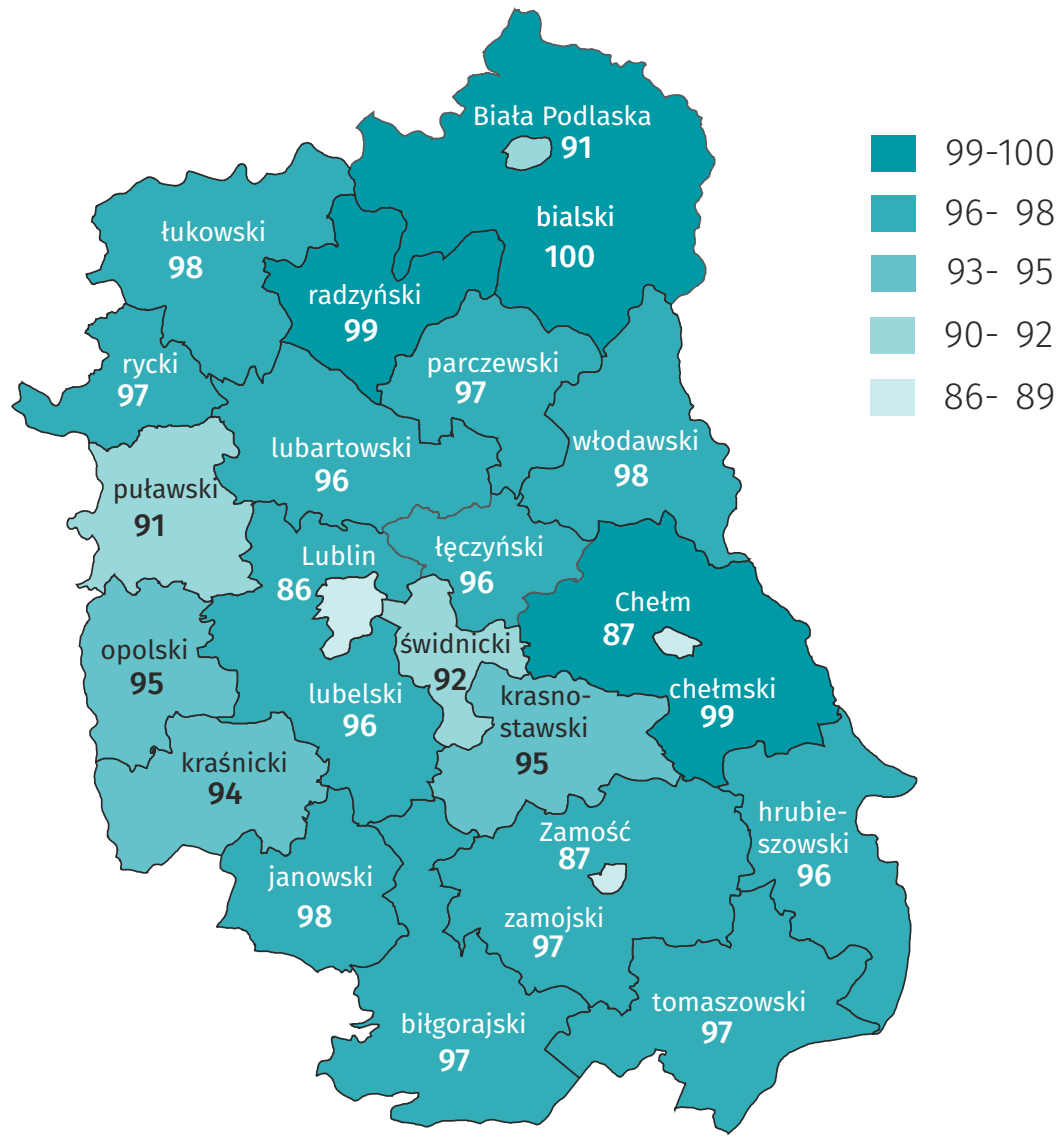 Biała Podlaska
91
bialski
100
łukowski
98
radzyński
99
rycki
97
parczewski
97
lubartowski
96
włodawski
98
puławski
91
Lublin
86
łęczyński
96
Chełm
87
świdnicki
92
opolski
95
lubelski
96
krasno-
stawski
95
chełmski
99
kraśnicki
94
hrubie-
szowski
96
Zamość
87
janowski
98
zamojski
97
biłgorajski
97
tomaszowski
97
99-100
96- 98
93- 95
90- 92
86- 89